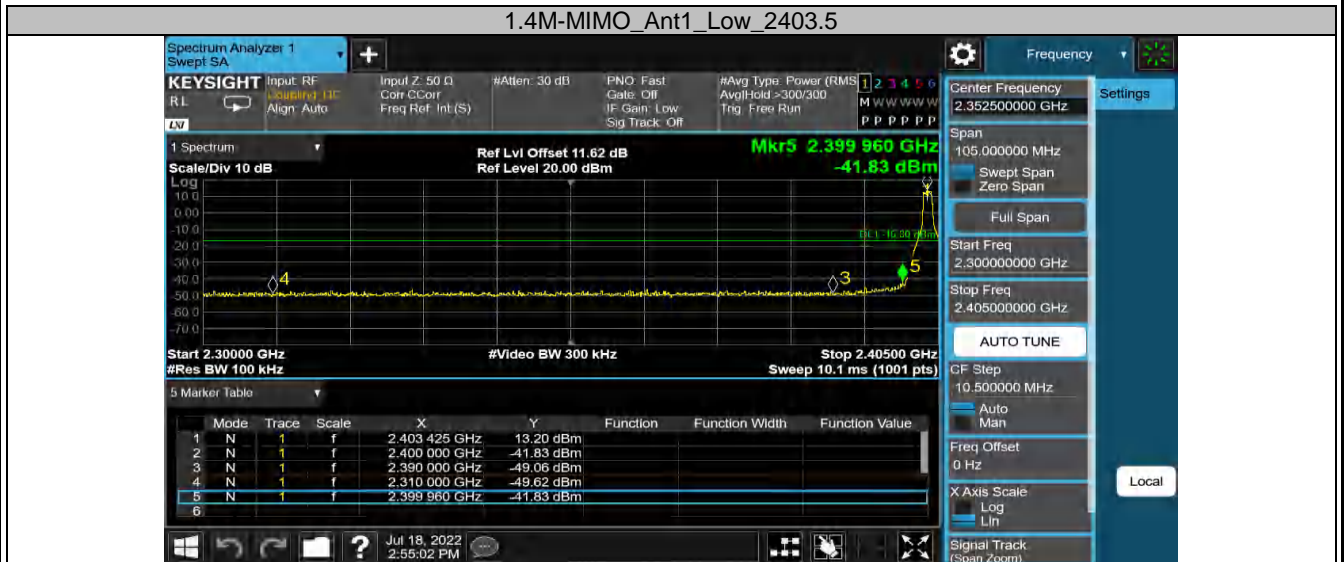 1.4M-MIMO_Ant1_Low_2403.5
Spectrum Analyzer 1
Swept SA
+
Frequency
KEYSIGHT
RL
LXI
Input: RF
Align: Auto
Input Z: 50 Ω
Corr CCorr
Freq Ref: Int (S)
#Atten: 30 dB
PNO: Fast
Gate: Off
IF Gain: Low
Sig Track: Off
#Avg Type: Power (RMS
Avg|Hold:>300/300
Trig: Free Run
1 2 3 4 5 6
M W W W W W
P P P P P P
Center Frequency
2.352500000 GHz
Settings
Span
105.000000 MHz
Swept Span
Zero Span
Full Span
Start Freq
2.300000000 GHz
Stop Freq
2.405000000 GHz
AUTO TUNE
CF Step
10.500000 MHz
Auto
Man
Freq Offset
0 Hz
X Axis Scale
Log
Lin
Signal Track
(Span Zoom)
Local
1 Spectrum
Scale/Div 10 dB
Ref Lvl Offset 11.62 dB
Ref Level 20.00 dBm
Mkr5 2.399 960 GHz
-41.83 dBm
Log
10.0
0.00
-10.0
-20.0
-30.0
-40.0
-50.0
-60.0
-70.0
4
3
5
Start 2.30000 GHz
#Res BW 100 kHz
#Video BW 300 kHz
Stop 2.40500 GHz
Sweep 10.1 ms (1001 pts)
5 Marker Table
Mode Trace Scale X Y Function Function Width Function Value
1 N 1 f 2.403 425 GHz 13.20 dBm
2 N 1 f 2.400 000 GHz -41.83 dBm
3 N 1 f 2.390 000 GHz -49.06 dBm
4 N 1 f 2.310 000 GHz -49.62 dBm
5 N 1 f 2.399 960 GHz -41.83 dBm
6
?
Jul 18, 2022
2:55:02 PM